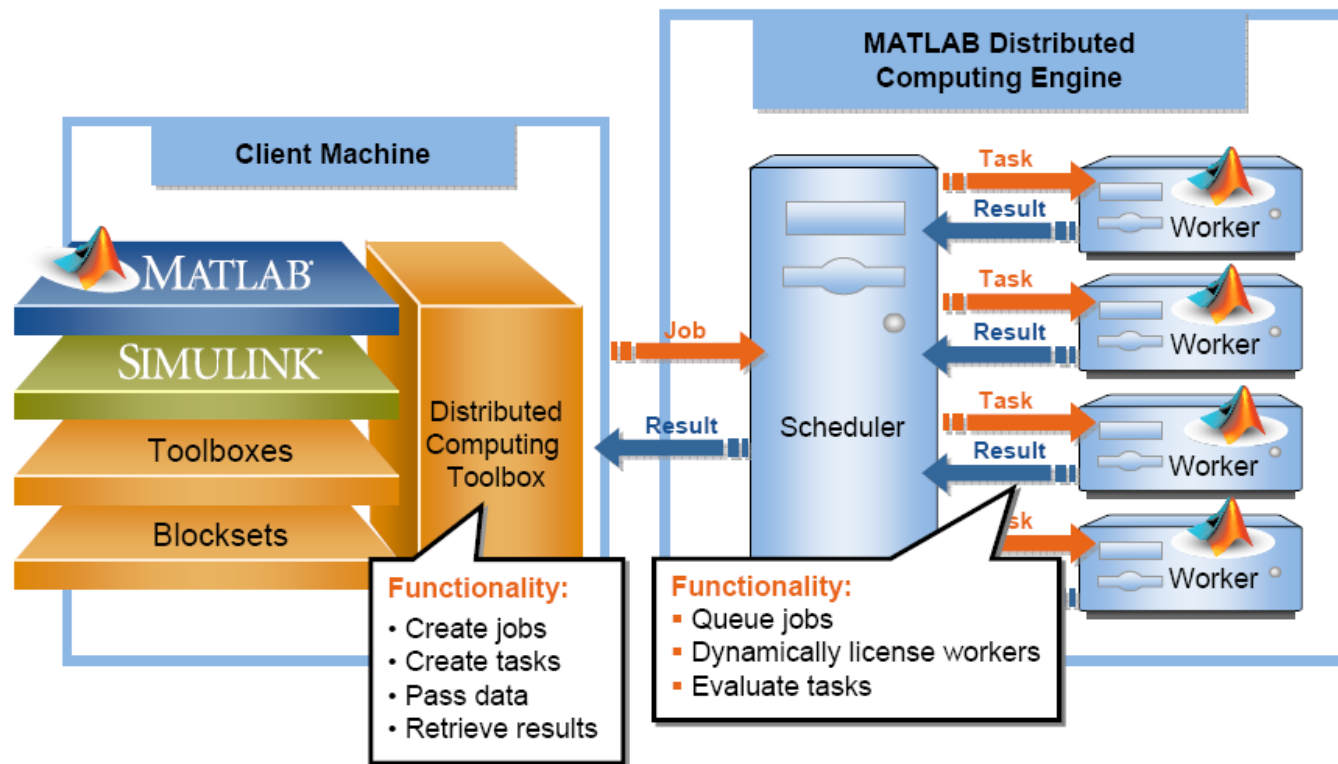 MATLAB Distributed
Computing Engine
Client Machine
MATLAB®
SIMULINK®
Toolboxes
Blocksets
Distributed
Computing
Toolbox
Job
Result
Scheduler
Task
Result
Worker
Task
Result
Worker
Task
Result
Worker
Worker
Functionality:
• Create jobs
• Create tasks
• Pass data
• Retrieve results
Functionality:
▪ Queue jobs
▪ Dynamically license workers
▪ Evaluate tasks